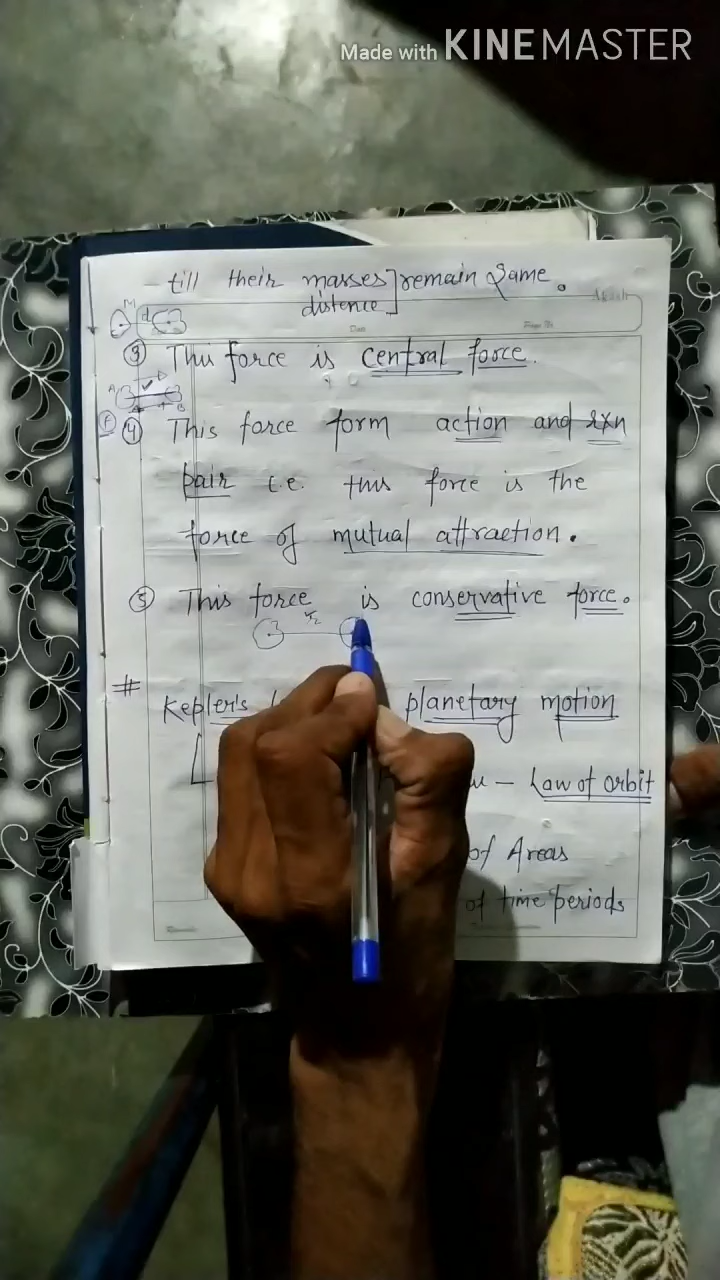 Made with KINEMASTER
till their masses] remain same.
distence
M d
③ This force is central force.
A B
F ④ This force form action and rxn
pair i.e. this force is the
force of mutual attraction.
⑤ This force is conservative force.
# Kepler's planetary motion
— Law of orbit
of Areas
of time periods